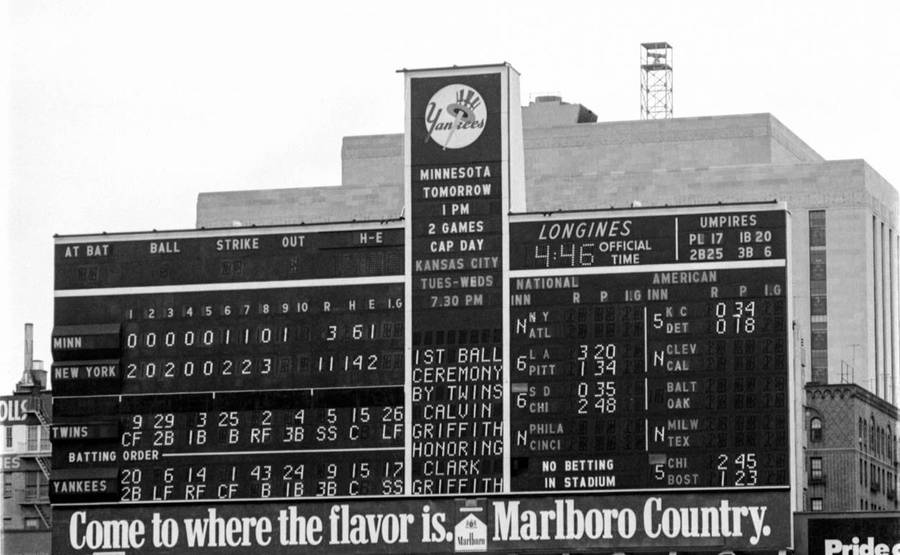 Yankees
MINNESOTA
TOMORROW
1 PM
2 GAMES
CAP DAY
KANSAS CITY
TUES-WEDS
7.30 PM
1ST BALL
CEREMONY
BY TWINS
CALVIN
GRIFFITH
HONORING
CLARK
GRIFFITH
AT BAT BALL STRIKE OUT H-E
1 2 3 4 5 6 7 8 9 10 R H E I.G
MINN 0 0 0 0 0 1 1 0 1 3 6 1
NEW YORK 2 0 2 0 0 2 2 3 11 14 2
9 29 3 25 2 4 5 15 26
TWINS CF 2B 1B B RF 3B SS C LF
BATTING ORDER
20 6 14 1 43 24 9 15 17
YANKEES 2B LF RF CF B 1B 3B C SS
LONGINES
4:46 OFFICIAL
TIME
UMPIRES
PL 17 1B 20
2B 25 3B 6
NATIONAL
INN R P I.G
N N Y
ATL
6 L A 3 20
PITT 1 34
6 S D 0 35
CHI 2 48
N PHILA
CINCI
NO BETTING
IN STADIUM
AMERICAN
INN R P I.G
5 K C 0 34
DET 0 18
N CLEV
CAL
BALT
OAK
N MILW
TEX
5 CHI 2 45
BOST 1 23
Come to where the flavor is. Marlboro Country.
Marlboro
Pride